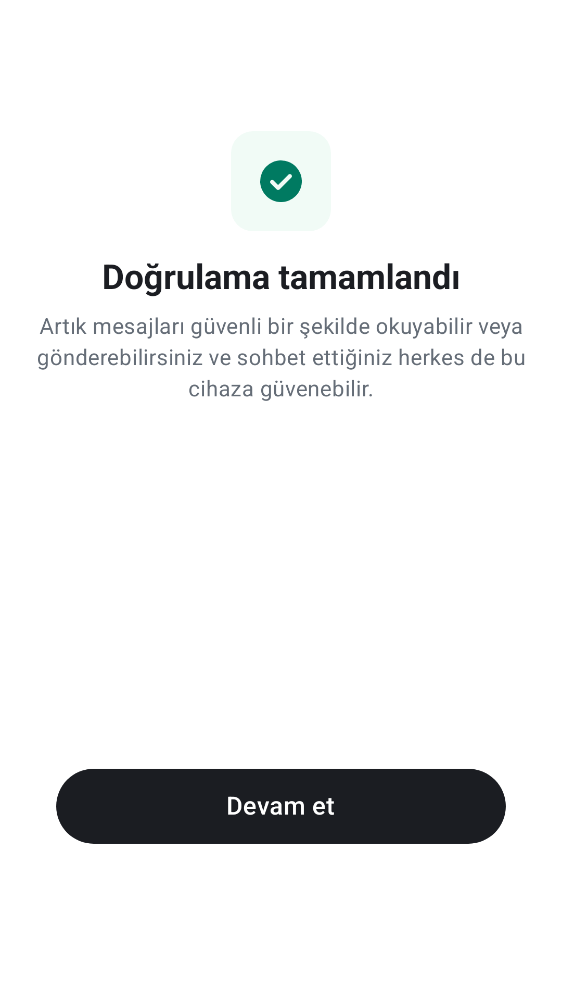 Doğrulama tamamlandı
Artık mesajları güvenli bir şekilde okuyabilir veya
gönderebilirsiniz ve sohbet ettiğiniz herkes de bu
cihaza güvenebilir.
Devam et